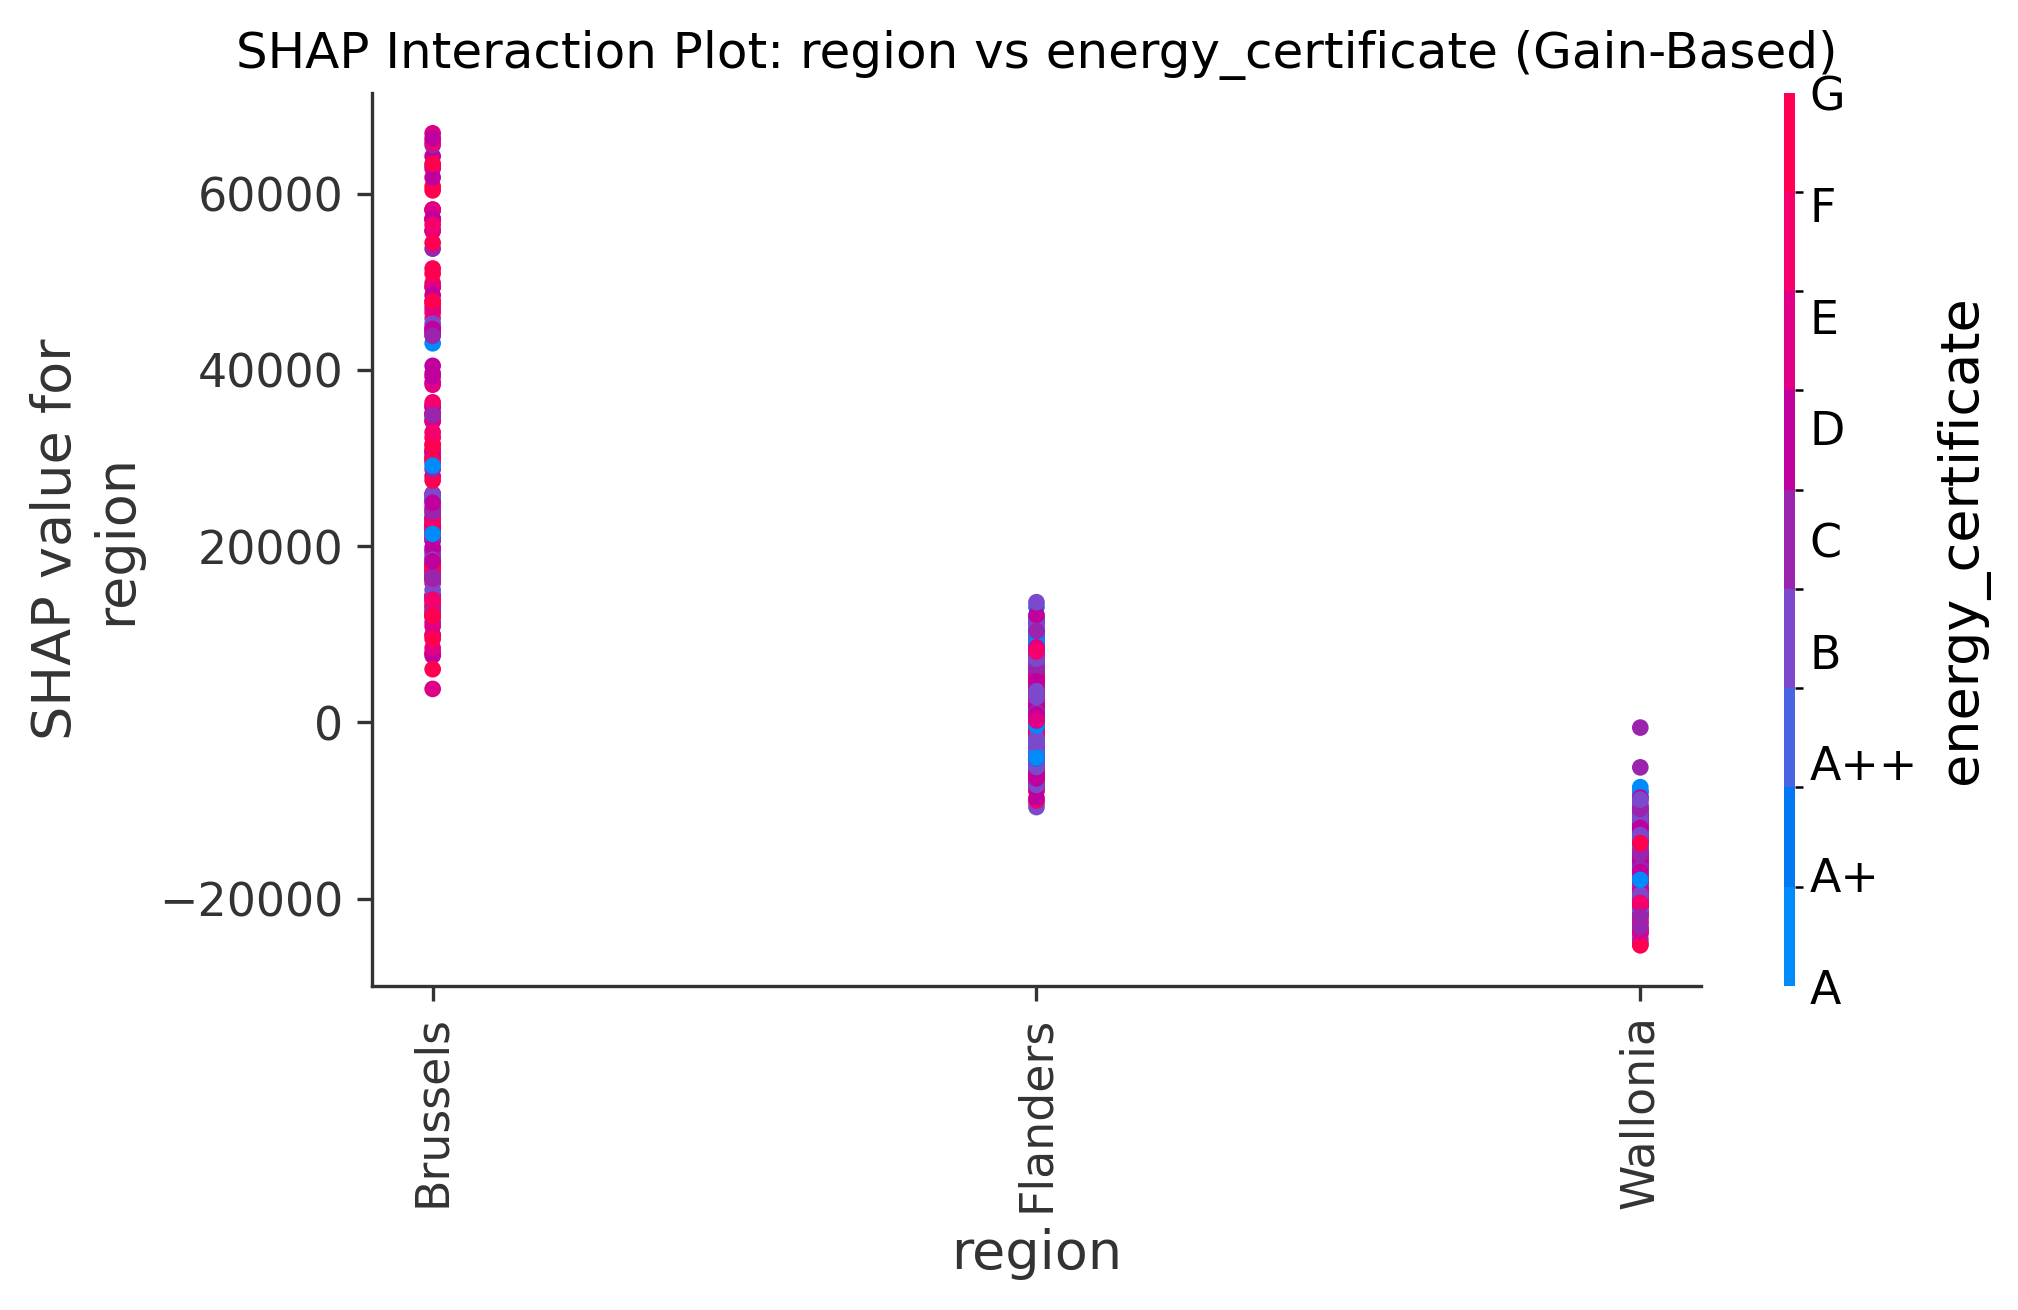 SHAP Interaction Plot: region vs energy_certificate (Gain-Based)
SHAP value for
region
60000
40000
20000
0
−20000
Brussels
Flanders
Wallonia
region
G
F
E
D
C
B
A++
A+
A
energy_certificate